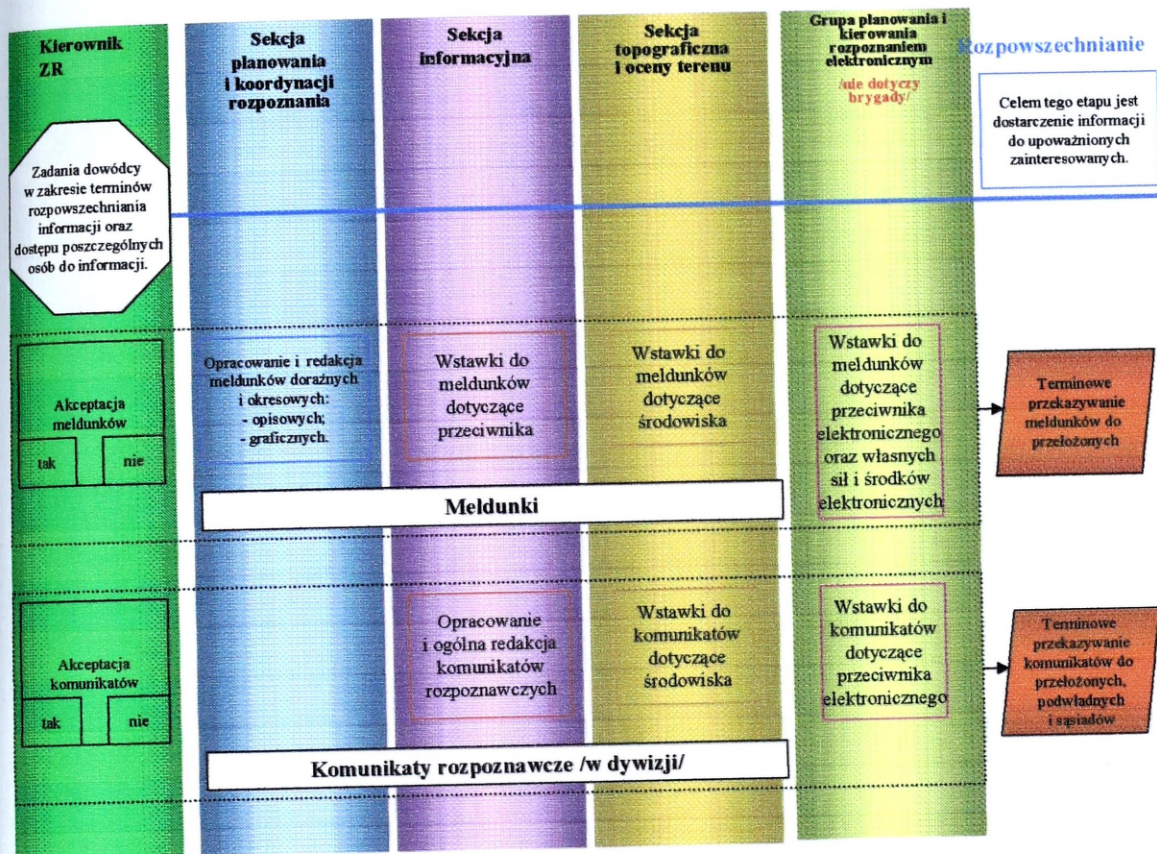 Kierownik
ZR
Sekcja
planowania
i koordynacji
rozpoznania
Sekcja
informacyjna
Sekcja
topograficzna
i oceny terenu
Grupa planowania i
kierowania
rozpoznaniem
elektronicznym
/nie dotyczy
brygady/
Rozpowszechnianie
Celem tego etapu jest
dostarczenie informacji
do upoważnionych
zainteresowanych.
Zadania dowódcy
w zakresie terminów
rozpowszechniania
informacji oraz
dostępu poszczególnych
osób do informacji.
Akceptacja
meldunków
tak
nie
Opracowanie i redakcja
meldunków doraźnych
i okresowych:
- opisowych;
- graficznych.
Wstawki do
meldunków
dotyczące
przeciwnika
Wstawki do
meldunków
dotyczące
środowiska
Wstawki do
meldunków
dotyczące
przeciwnika
elektronicznego
oraz własnych
sił i środków
elektronicznych
Terminowe
przekazywanie
meldunków do
przełożonych
Meldunki
Akceptacja
komunikatów
tak
nie
Opracowanie
i ogólna redakcja
komunikatów
rozpoznawczych
Wstawki do
komunikatów
dotyczące
środowiska
Wstawki do
komunikatów
dotyczące
przeciwnika
elektronicznego
Terminowe
przekazywanie
komunikatów do
przełożonych,
podwładnych
i sąsiadów
Komunikaty rozpoznawcze /w dywizji/